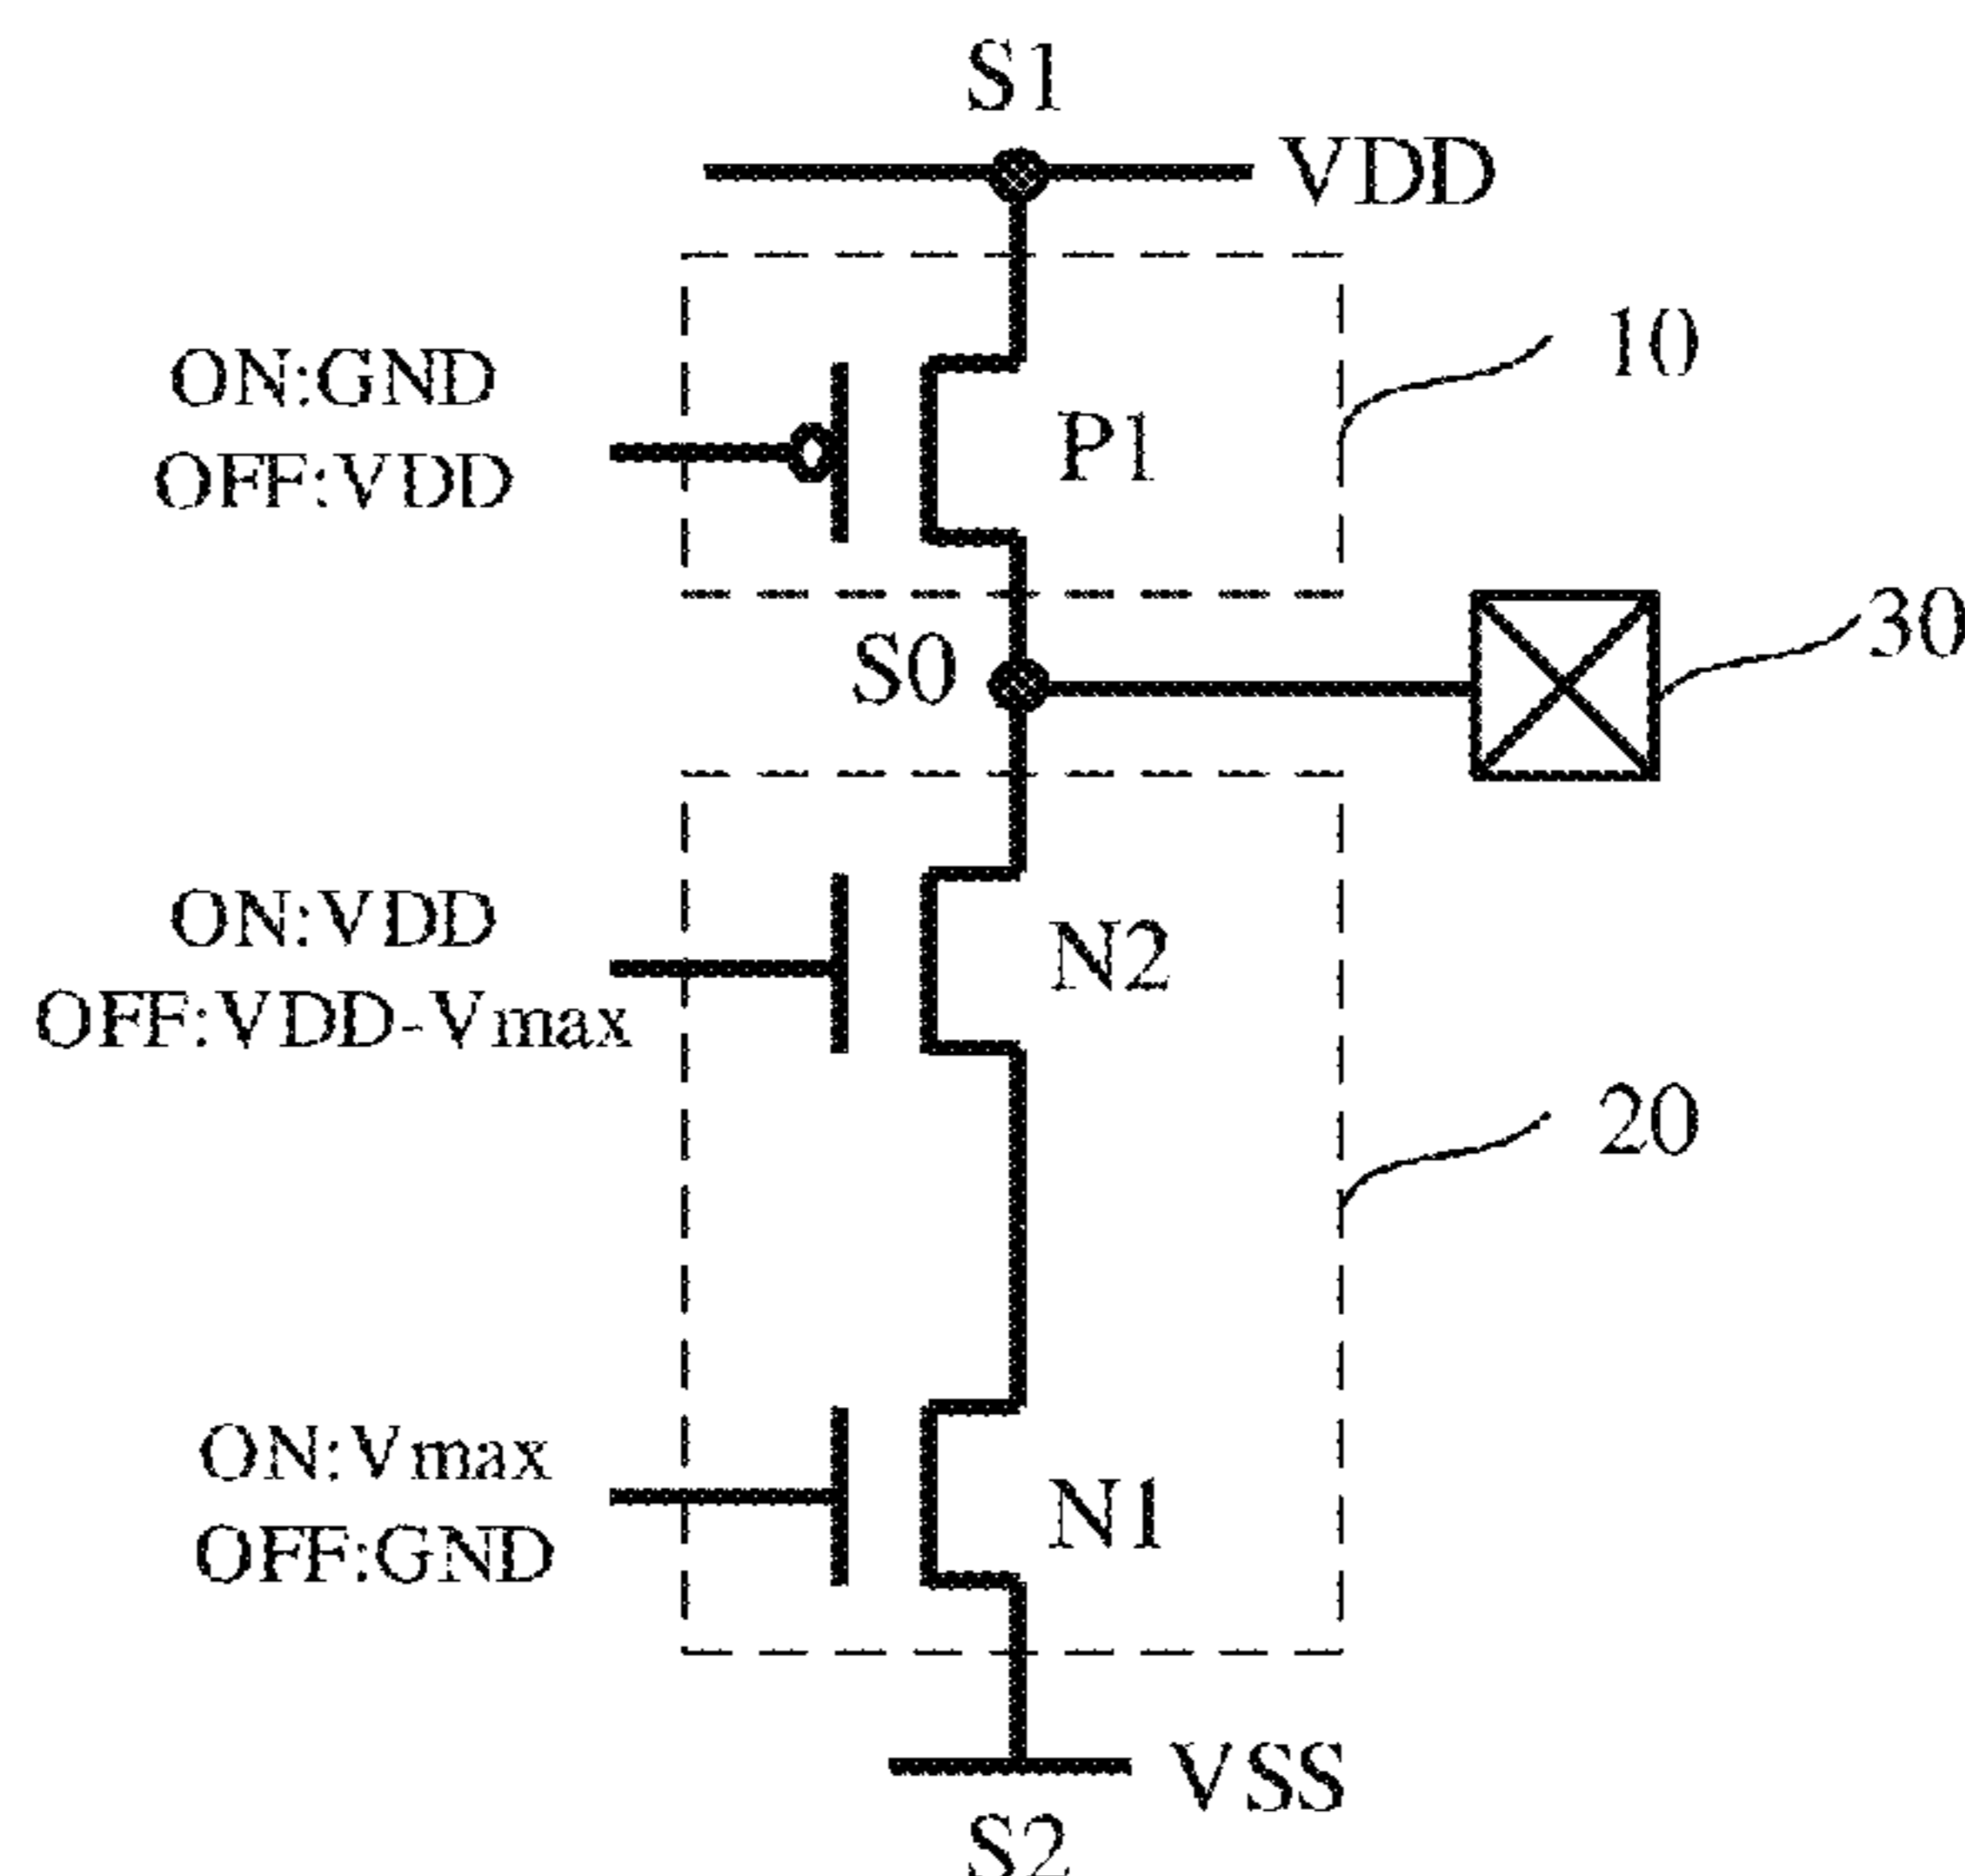 S1
VDD
10
ON:GND
OFF:VDD
P1
S0
30
ON:VDD
OFF:VDD-Vmax
N2
20
ON:Vmax
OFF:GND
N1
VSS
S2